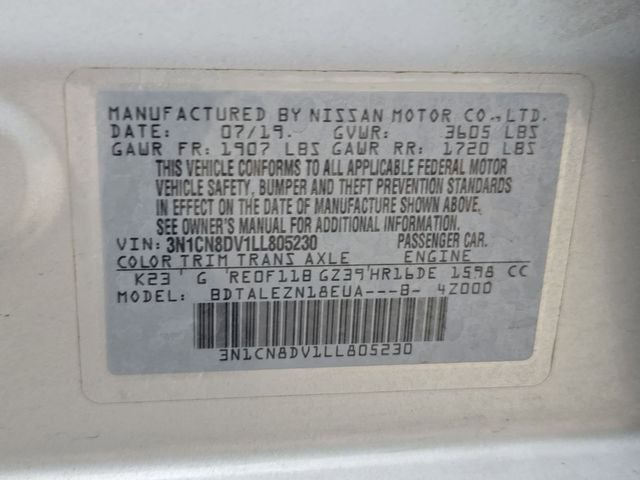 MANUFACTURED BY NISSAN MOTOR CO., LTD.
DATE: 07/19. GVWR: 3605 LBS
GAWR FR: 1907 LBS GAWR RR: 1720 LBS
THIS VEHICLE CONFORMS TO ALL APPLICABLE FEDERAL MOTOR
VEHICLE SAFETY, BUMPER AND THEFT PREVENTION STANDARDS
IN EFFECT ON THE DATE OF MANUFACTURE SHOWN ABOVE.
SEE OWNER'S MANUAL FOR ADDITIONAL INFORMATION.
VIN: 3N1CN8DV1LL805230 PASSENGER CAR.
COLOR TRIM TRANS AXLE ENGINE
K23 G RE0F11B GZ39 HR16DE 1598 CC
MODEL: BDTALEZN18EUA---B- 4Z000
3N1CN8DV1LL805230